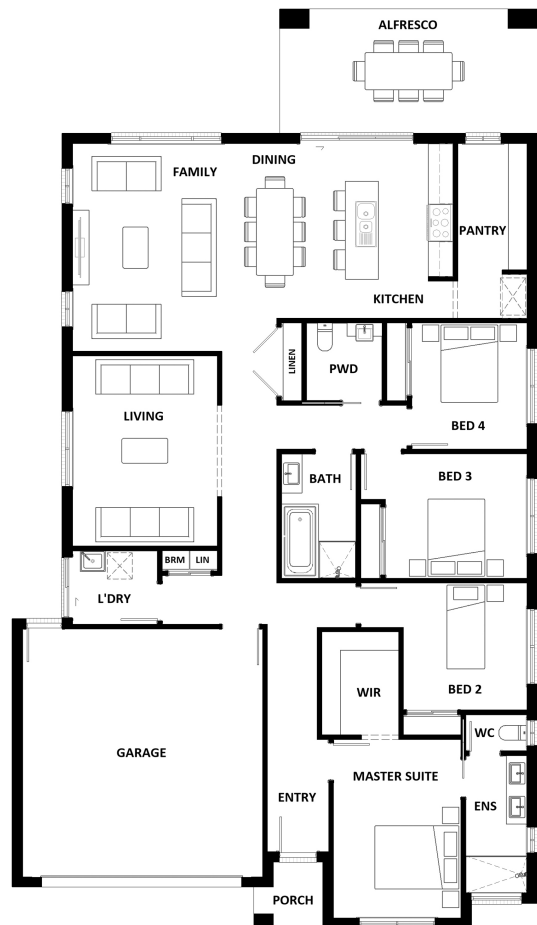 ALFRESCO
DINING
FAMILY
PANTRY
KITCHEN
LINEN
PWD
LIVING
BED 4
BATH
BED 3
BRM
LIN
L'DRY
WIR
BED 2
WC
GARAGE
MASTER SUITE
ENTRY
ENS
PORCH